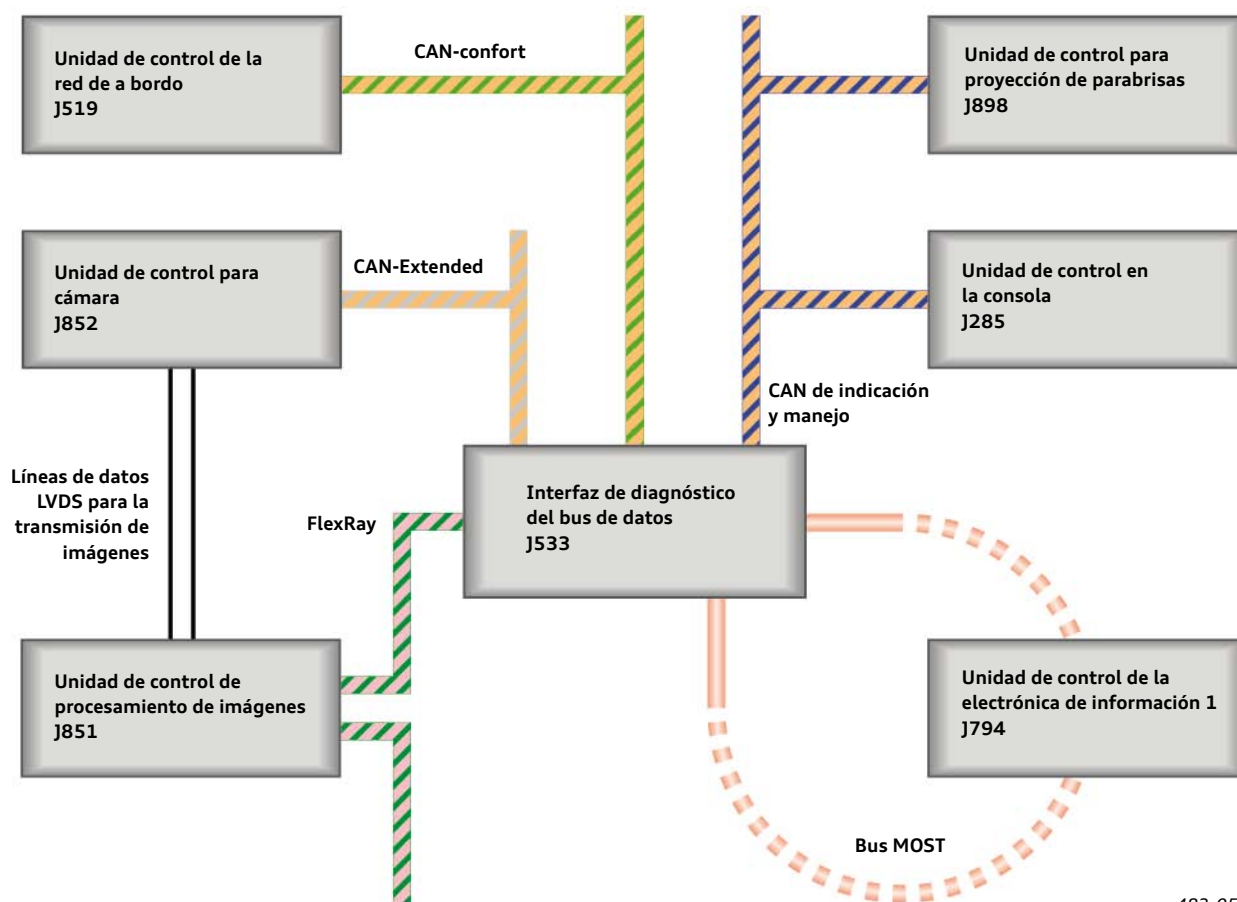 Unidad de control de la
red de a bordo
J519
CAN-confort
Unidad de control para
proyección de parabrisas
J898
Unidad de control para
cámara
J852
CAN-Extended
Unidad de control en
la consola
J285
CAN de indicación
y manejo
Líneas de datos
LVDS para la
transmisión de
imágenes
FlexRay
Interfaz de diagnóstico
del bus de datos
J533
Unidad de control de
procesamiento de imágenes
J851
Unidad de control de la
electrónica de información 1
J794
Bus MOST